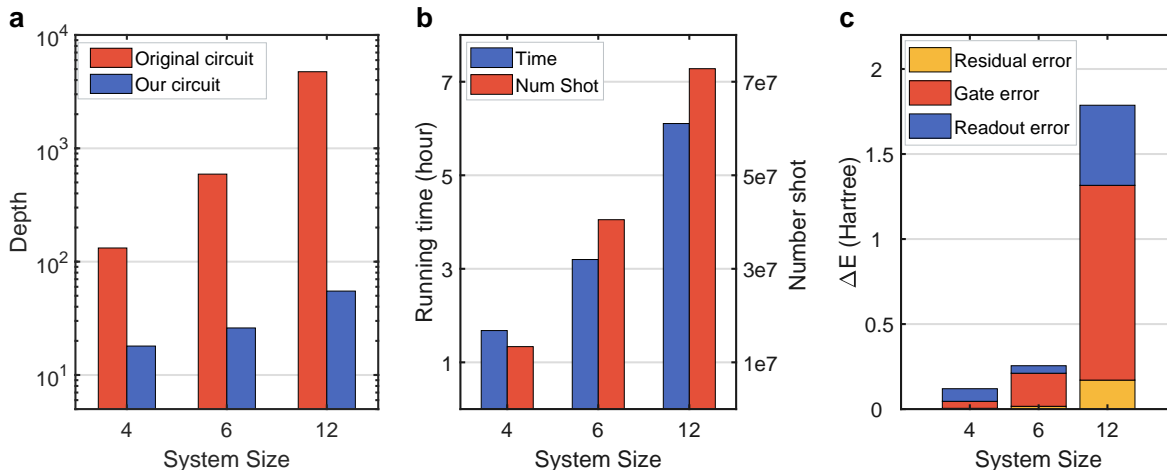 a
10^4
10^3
10^2
10^1
Depth
Original circuit
Our circuit
4 6 12
System Size
b
7
5
3
1
Running time (hour)
Time
Num Shot
7e7
5e7
3e7
1e7
Number shot
4 6 12
System Size
c
2
1.5
1
0.5
0
ΔE (Hartree)
Residual error
Gate error
Readout error
4 6 12
System Size